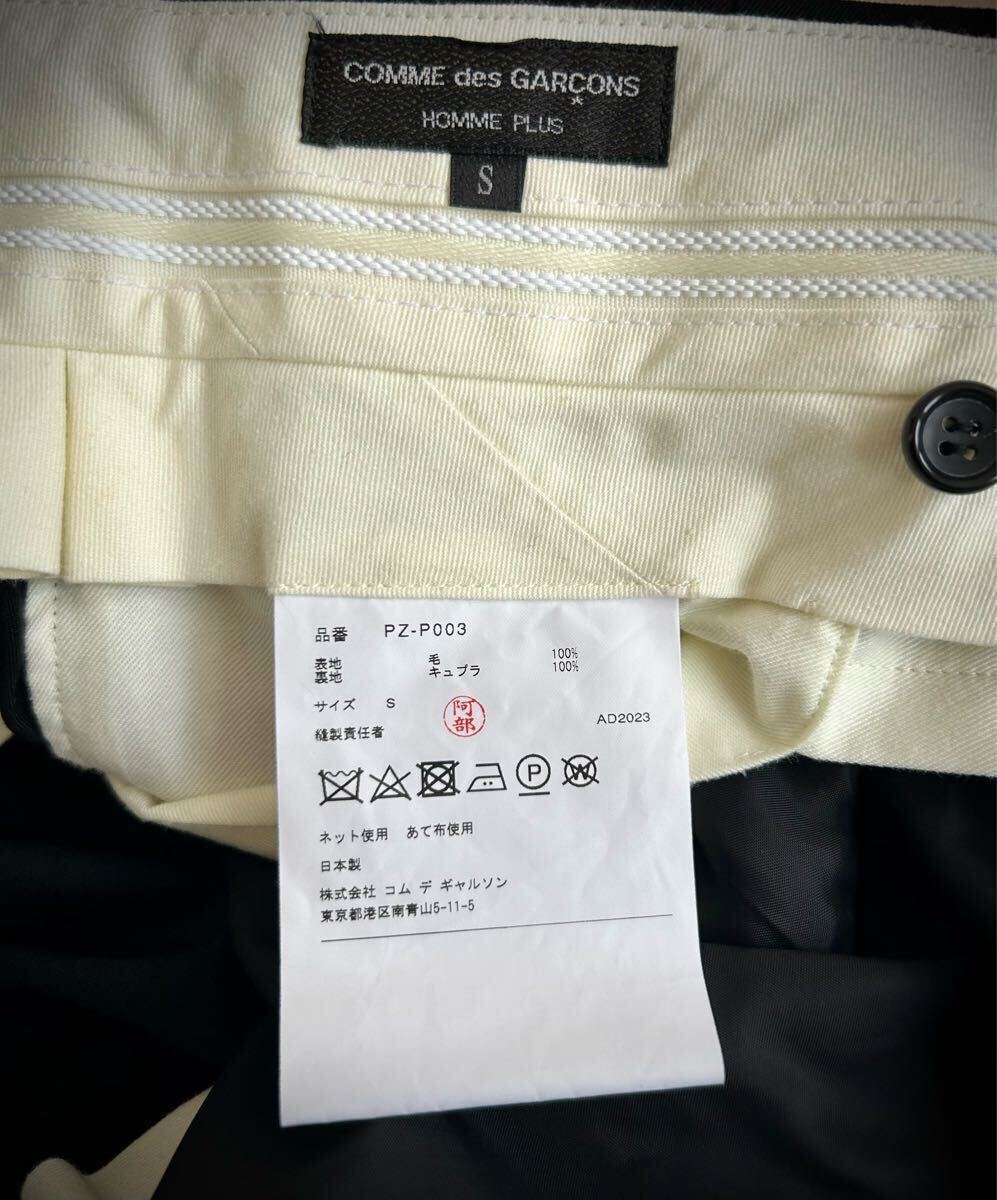 COMME des GARÇONS
HOMME PLUS
S
品番 PZ-P003
表地 毛 100%
裏地 キュプラ 100%
サイズ S
阿部
縫製責任者
AD2023
P
W
ネット使用 あて布使用
日本製
株式会社 コム デ ギャルソン
東京都港区南青山5-11-5